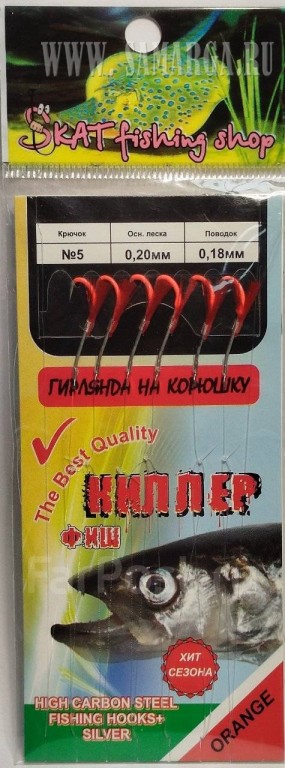 WWW.SAMARGA.RU
SKAT fishing shop
Крючок Осн. леска Поводок
№5 0,20мм 0,18мм
ГИРЛЯНДА НА КОРЮШКУ
The Best Quality
КИЛЛЕР
ФИШ
ХИТ
СЕЗОНА
HIGH CARBON STEEL
FISHING HOOKS+
SILVER
ORANGE